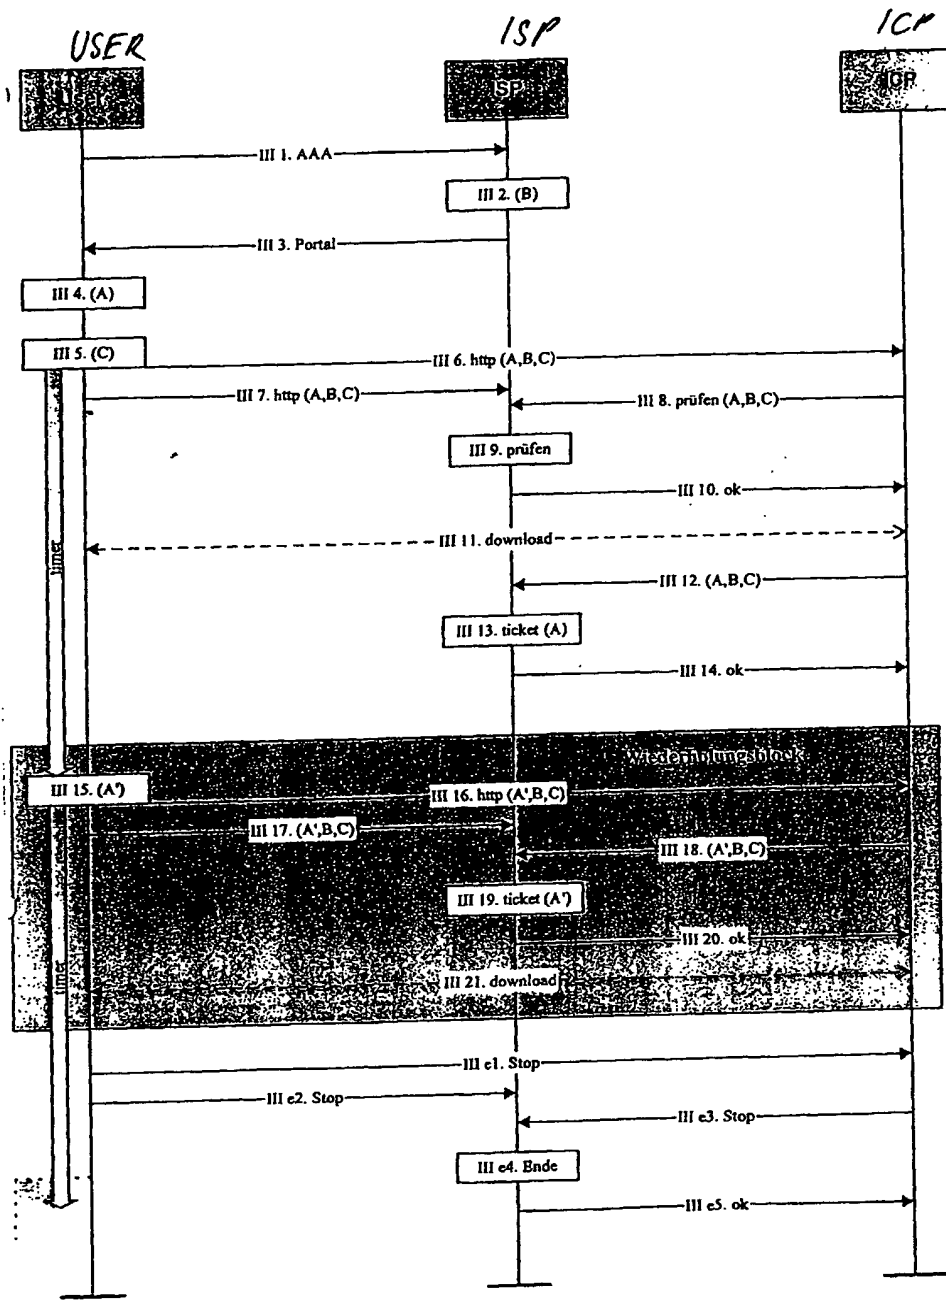 USER
ISP
ICP
User
ISP
ICP
III 1. AAA
III 2. (B)
III 3. Portal
III 4. (A)
III 5. (C)
III 6. http (A,B,C)
III 7. http (A,B,C)
III 8. prüfen (A,B,C)
III 9. prüfen
III 10. ok
III 11. download
timer
III 12. (A,B,C)
III 13. ticket (A)
III 14. ok
Wiederholungsblock
III 15. (A')
III 16. http (A',B,C)
III 17. (A',B,C)
III 18. (A',B,C)
III 19. ticket (A')
III 20. ok
timer
III 21. download
III e1. Stop
III e2. Stop
III e3. Stop
III e4. Ende
III e5. ok